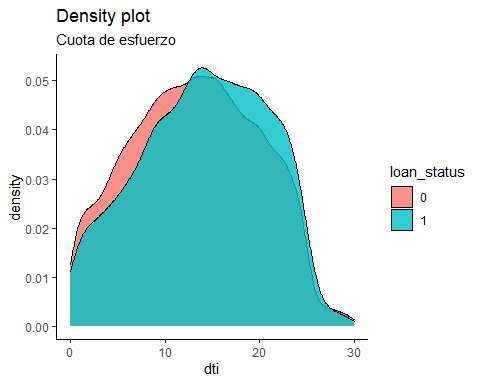 Density plot
Cuota de esfuerzo
density
0.05
0.04
0.03
0.02
0.01
0.00
0 10 20 30
dti
loan_status
0
1